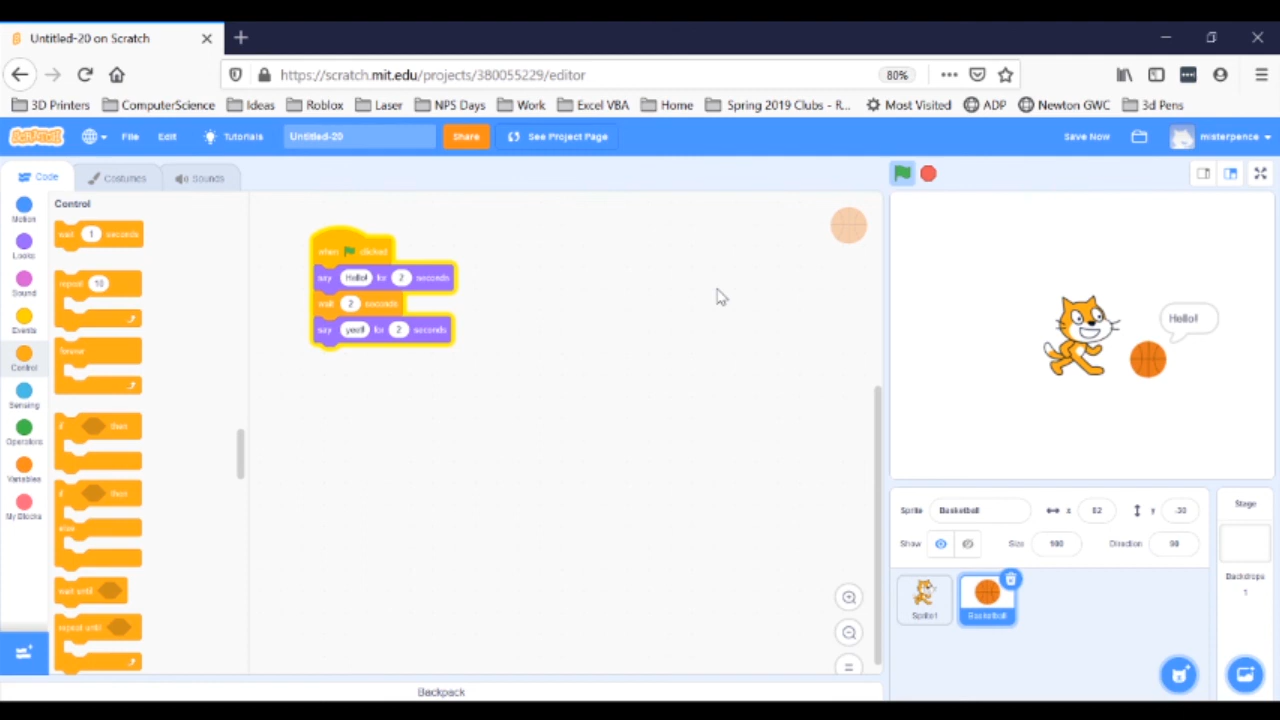 Untitled-20 on Scratch
https://scratch.mit.edu/projects/380055229/editor
80%
3D Printers ComputerScience Ideas Roblox Laser NPS Days Work Excel VBA Home Spring 2019 Clubs - R... Most Visited ADP Newton GWC 3d Pens
SCRATCH File Edit Tutorials Untitled-20 Share See Project Page Save Now misterpence
Code Costumes Sounds
Motion
Looks
Sound
Events
Control
Sensing
Operators
Variables
My Blocks
Control
wait 1 seconds
repeat 10
forever
if then
if then
else
wait until
repeat until
when clicked
say Hello! for 2 seconds
wait 2 seconds
say for 2 seconds
Hello!
Sprite Basketball x 62 y -30
Show Size 100 Direction 90
Sprite1
Basketball
Stage
Backdrops
1
Backpack